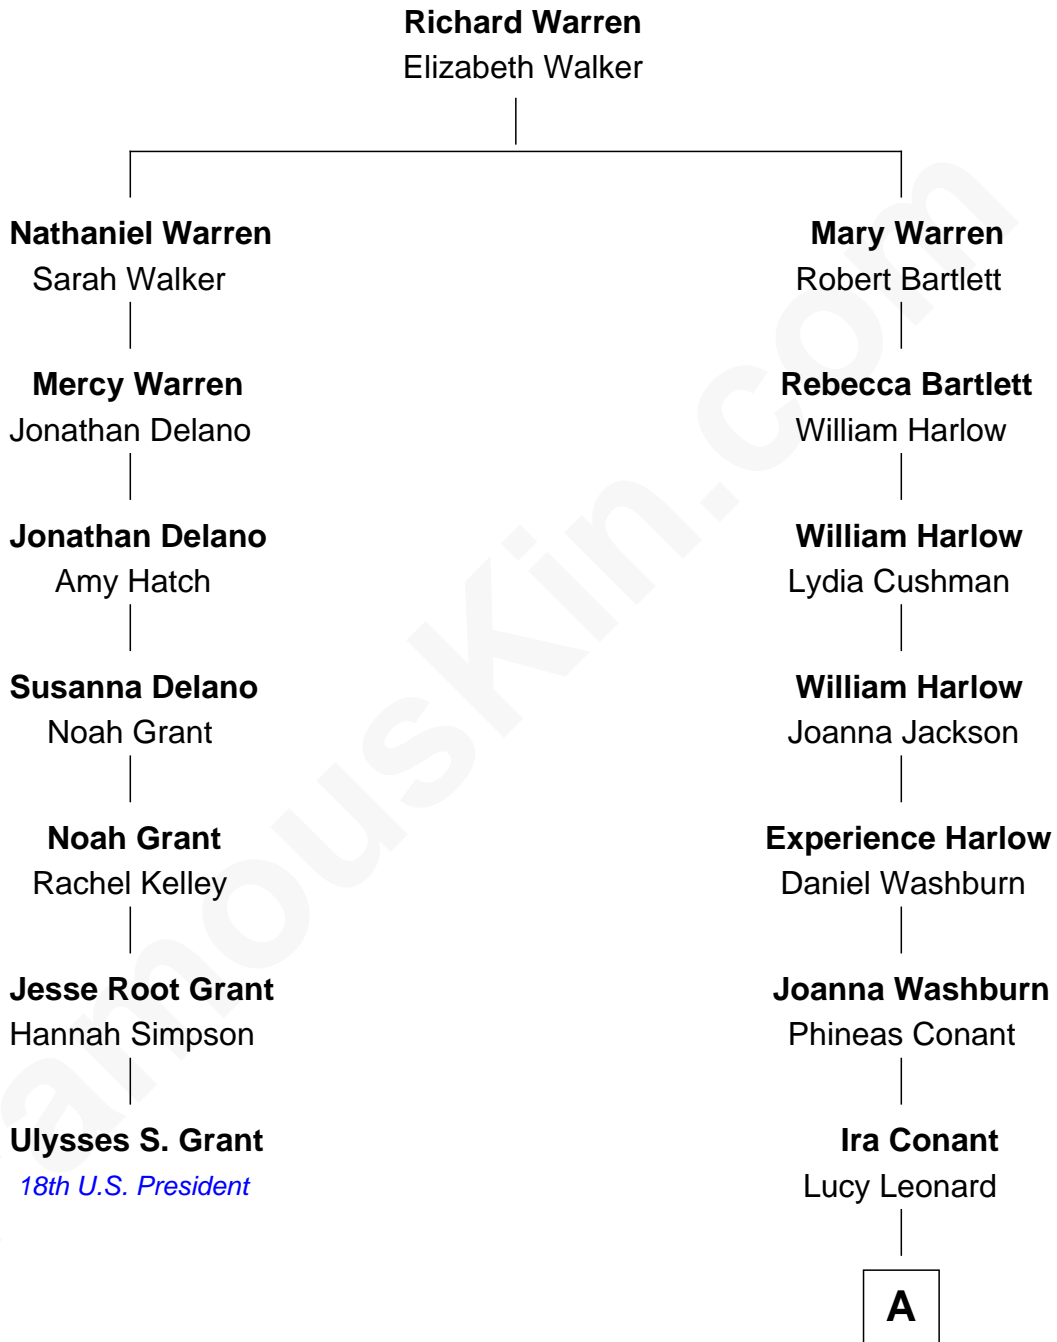 Richard Warren
Elizabeth Walker
Nathaniel Warren
Sarah Walker
Mary Warren
Robert Bartlett
Mercy Warren
Jonathan Delano
Rebecca Bartlett
William Harlow
Jonathan Delano
Amy Hatch
William Harlow
Lydia Cushman
Susanna Delano
Noah Grant
William Harlow
Joanna Jackson
Noah Grant
Rachel Kelley
Experience Harlow
Daniel Washburn
Jesse Root Grant
Hannah Simpson
Joanna Washburn
Phineas Conant
Ulysses S. Grant
18th U.S. President
Ira Conant
Lucy Leonard
A
amouskin.com